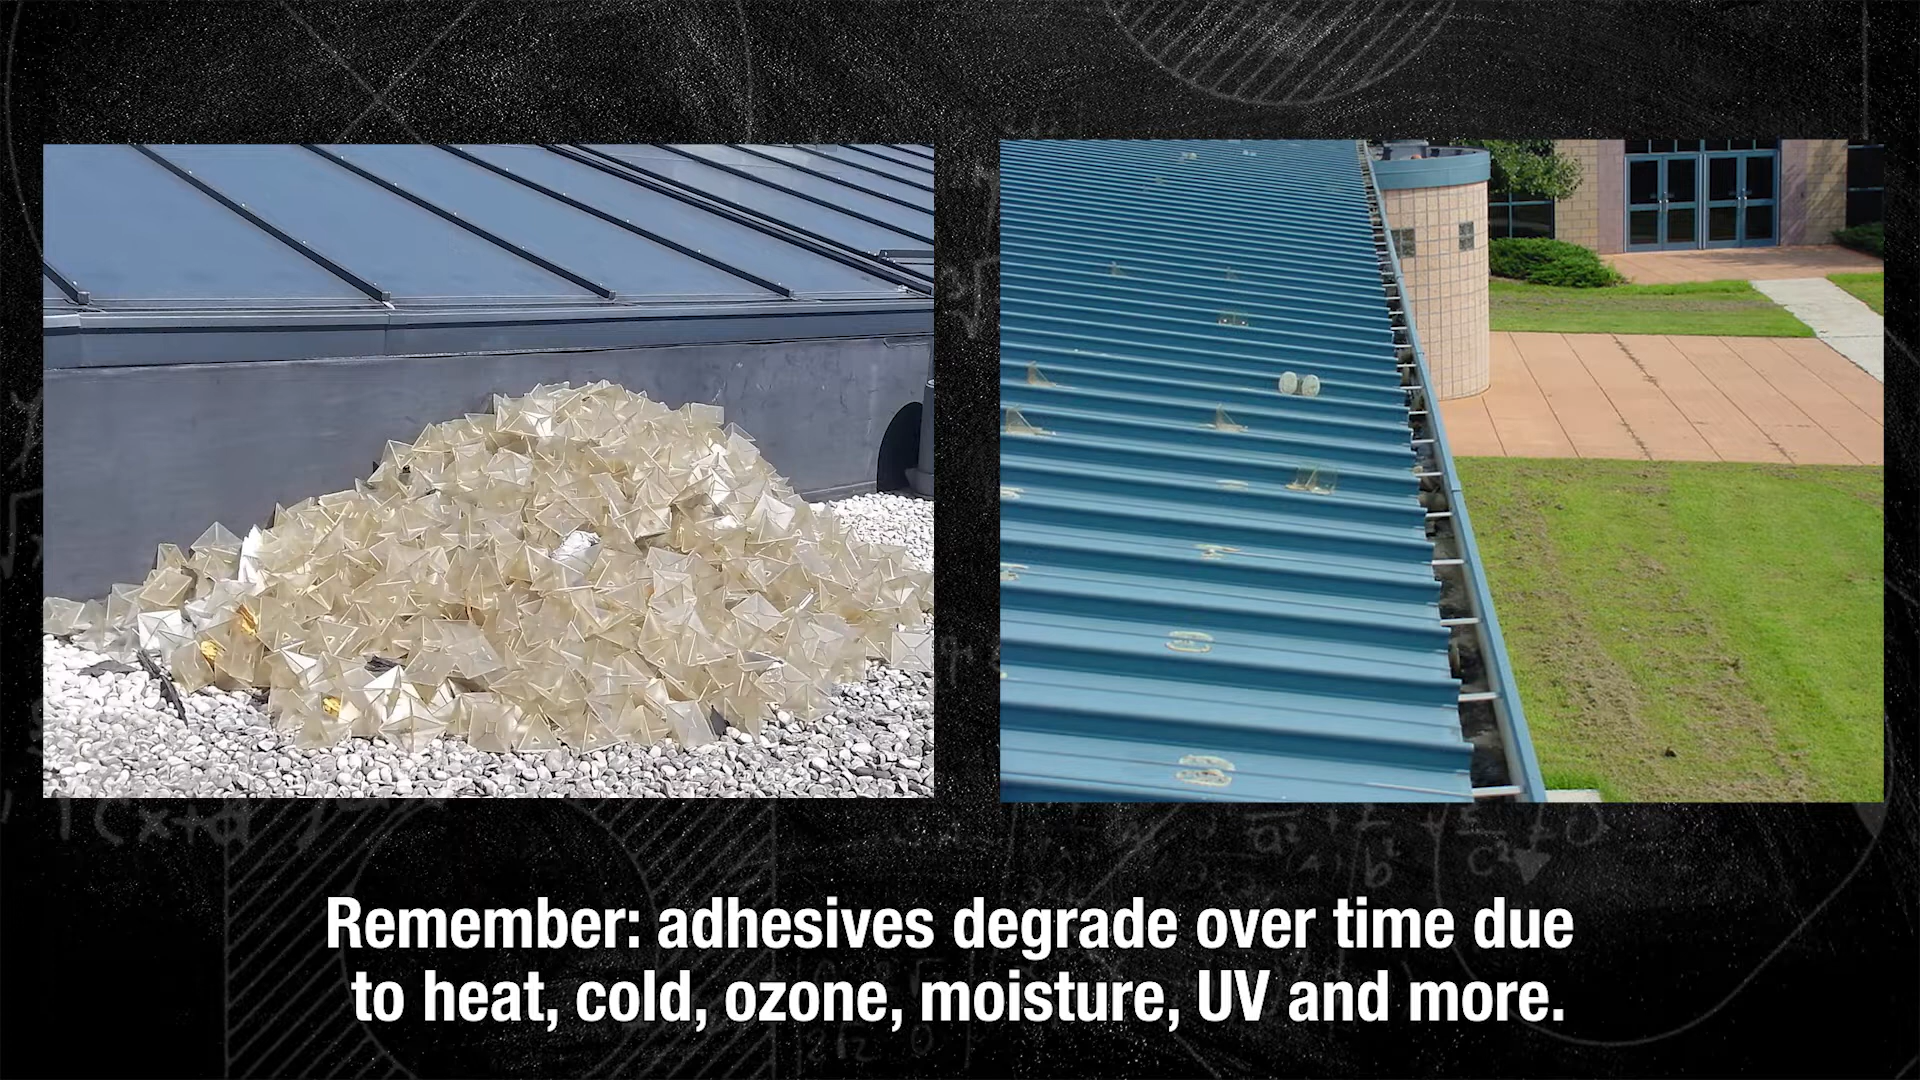 Remember: adhesives degrade over time due
to heat, cold, ozone, moisture, UV and more.